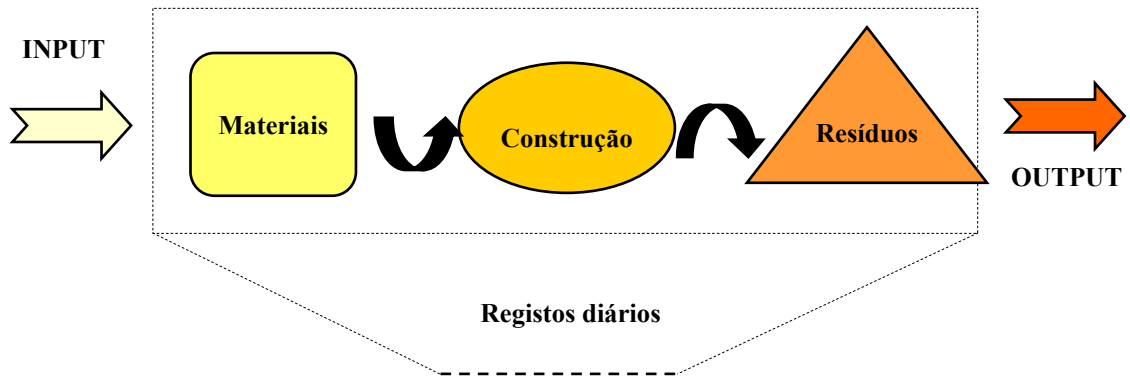 INPUT
Materiais
Construção
Resíduos
OUTPUT
Registos diários